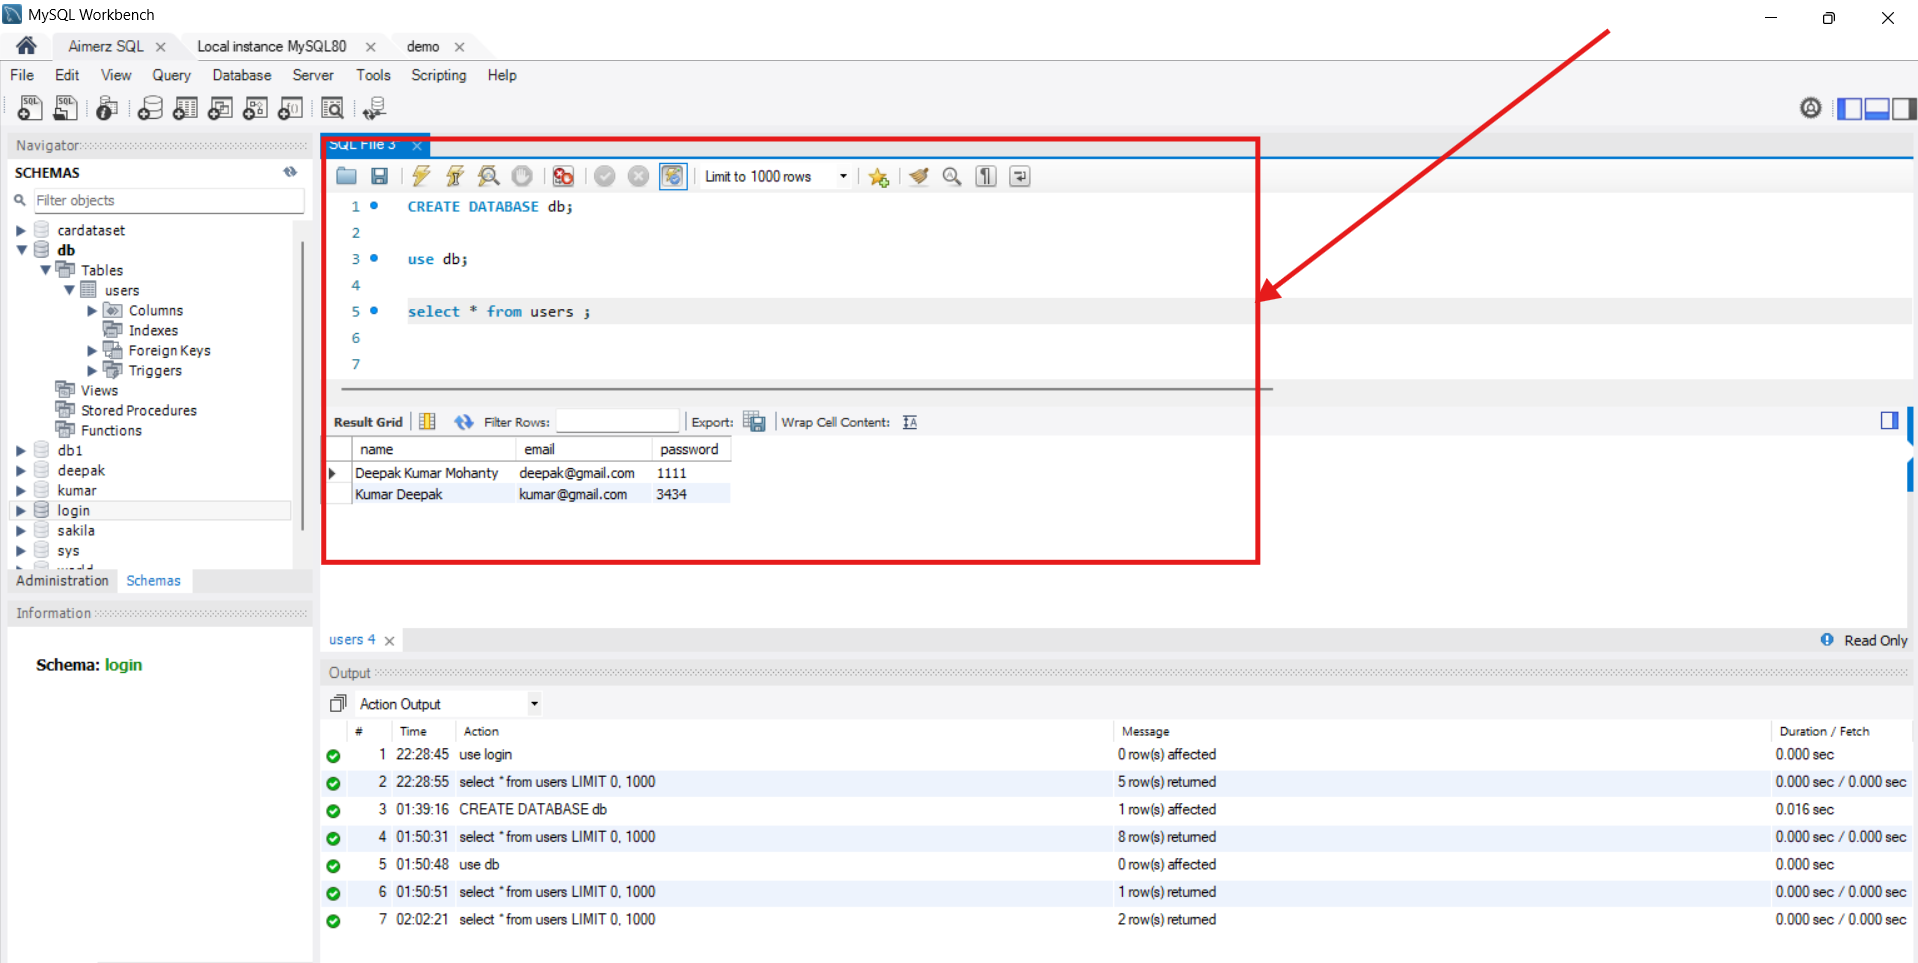 MySQL Workbench
Aimerz SQL
Local instance MySQL80
demo
File Edit View Query Database Server Tools Scripting Help
Navigator
SCHEMAS
Filter objects
cardataset
db
Tables
users
Columns
Indexes
Foreign Keys
Triggers
Views
Stored Procedures
Functions
db1
deepak
kumar
login
sakila
sys
world
Administration Schemas
Information
Schema: login
SQL File 3*
Limit to 1000 rows
1 CREATE DATABASE db;
2
3 use db;
4
5 select * from users ;
6
7
Result Grid Filter Rows: Export: Wrap Cell Content:
name email password
Deepak Kumar Mohanty deepak@gmail.com 1111
Kumar Deepak kumar@gmail.com 3434
users 4
Read Only
Output
Action Output
# Time Action Message Duration / Fetch
1 22:28:45 use login 0 row(s) affected 0.000 sec
2 22:28:55 select * from users LIMIT 0, 1000 5 row(s) returned 0.000 sec / 0.000 sec
3 01:39:16 CREATE DATABASE db 1 row(s) affected 0.016 sec
4 01:50:31 select * from users LIMIT 0, 1000 8 row(s) returned 0.000 sec / 0.000 sec
5 01:50:48 use db 0 row(s) affected 0.000 sec
6 01:50:51 select * from users LIMIT 0, 1000 1 row(s) returned 0.000 sec / 0.000 sec
7 02:02:21 select * from users LIMIT 0, 1000 2 row(s) returned 0.000 sec / 0.000 sec